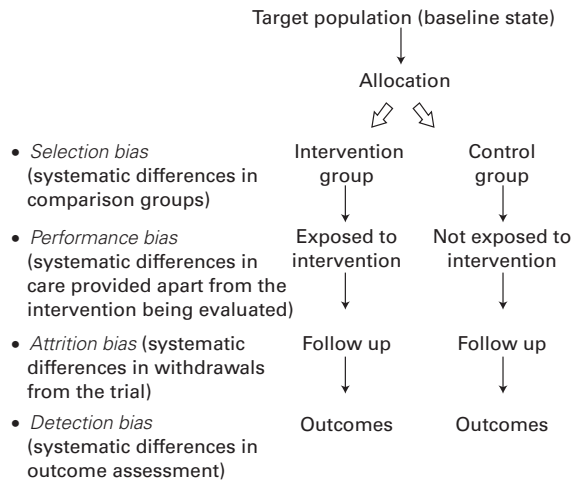 Target population (baseline state)
Allocation
• Selection bias
(systematic differences in
comparison groups)
Intervention
group
Control
group
• Performance bias
(systematic differences in
care provided apart from the
intervention being evaluated)
Exposed to
intervention
Not exposed to
intervention
• Attrition bias (systematic
differences in withdrawals
from the trial)
Follow up
Follow up
• Detection bias
(systematic differences in
outcome assessment)
Outcomes
Outcomes